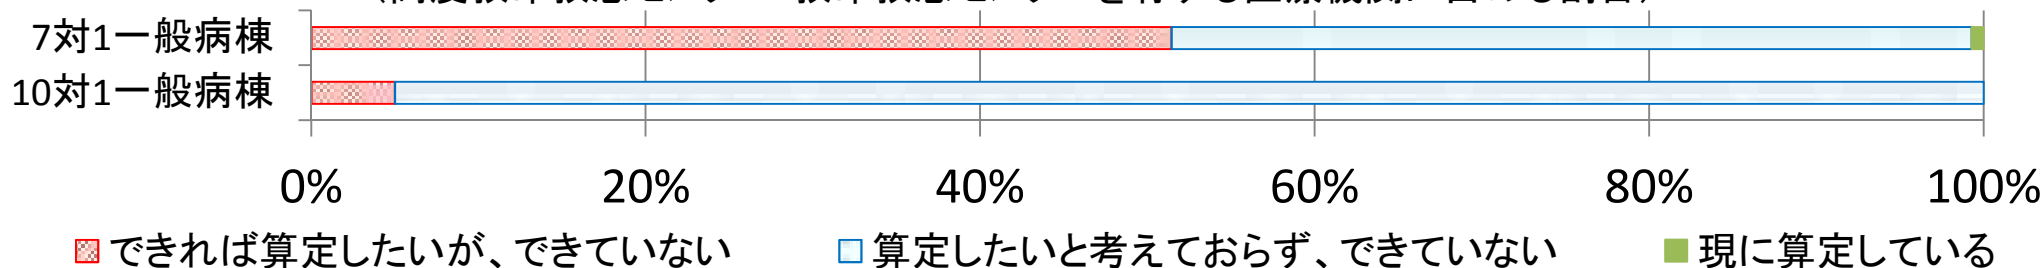 7対1一般病棟
10対1一般病棟
0% 20% 40% 60% 80% 100%
できれば算定したいが、できていない 算定したいと考えておらず、できていない 現に算定している